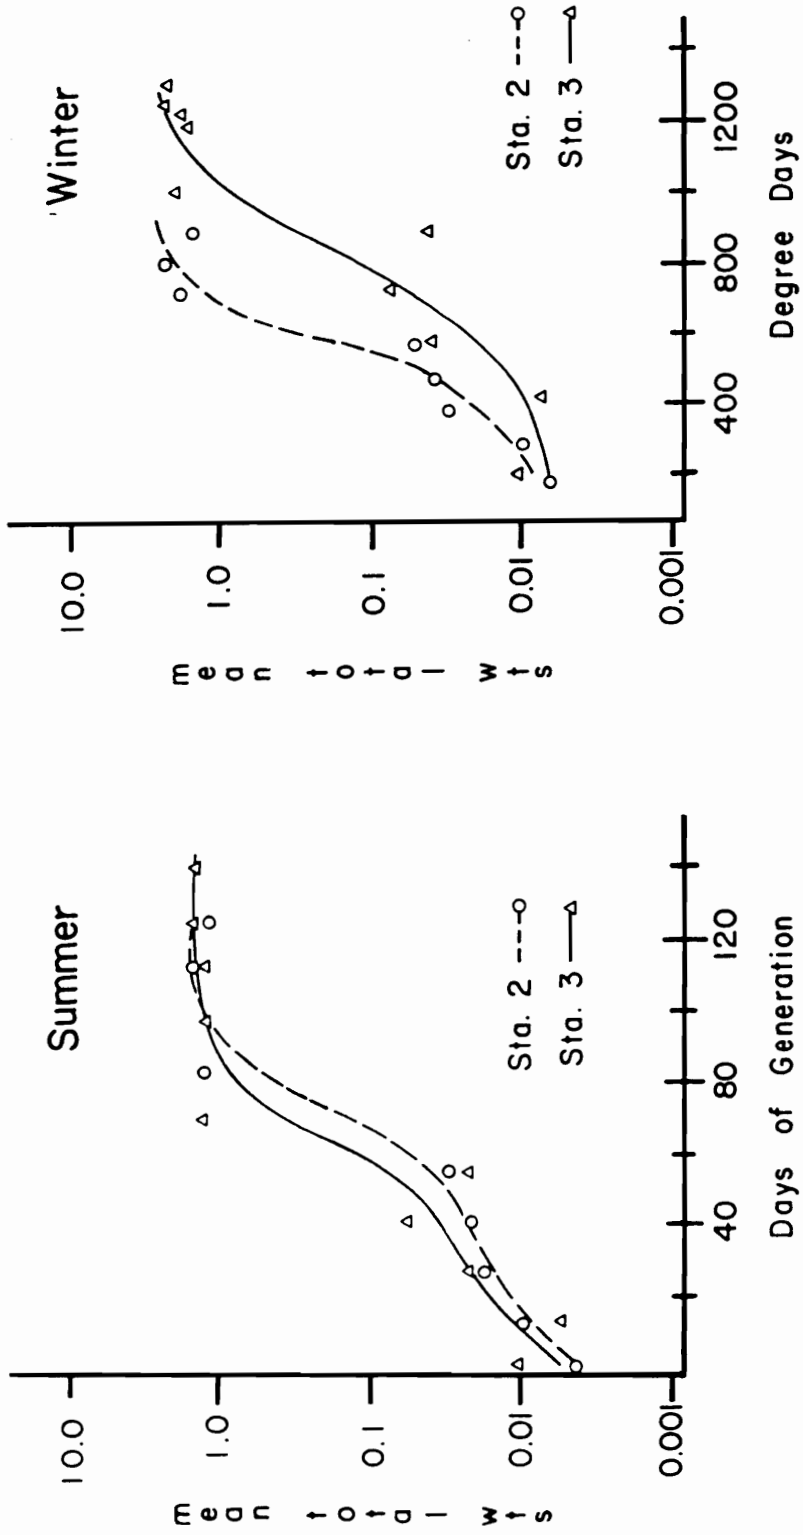 Summer
mean total wts
10.0
1.0
0.1
0.01
0.001
Sta. 2
Sta. 3
40
80
120
Days of Generation
Winter
mean total wts
10.0
1.0
0.1
0.01
0.001
Sta. 2
Sta. 3
400
800
1200
Degree Days